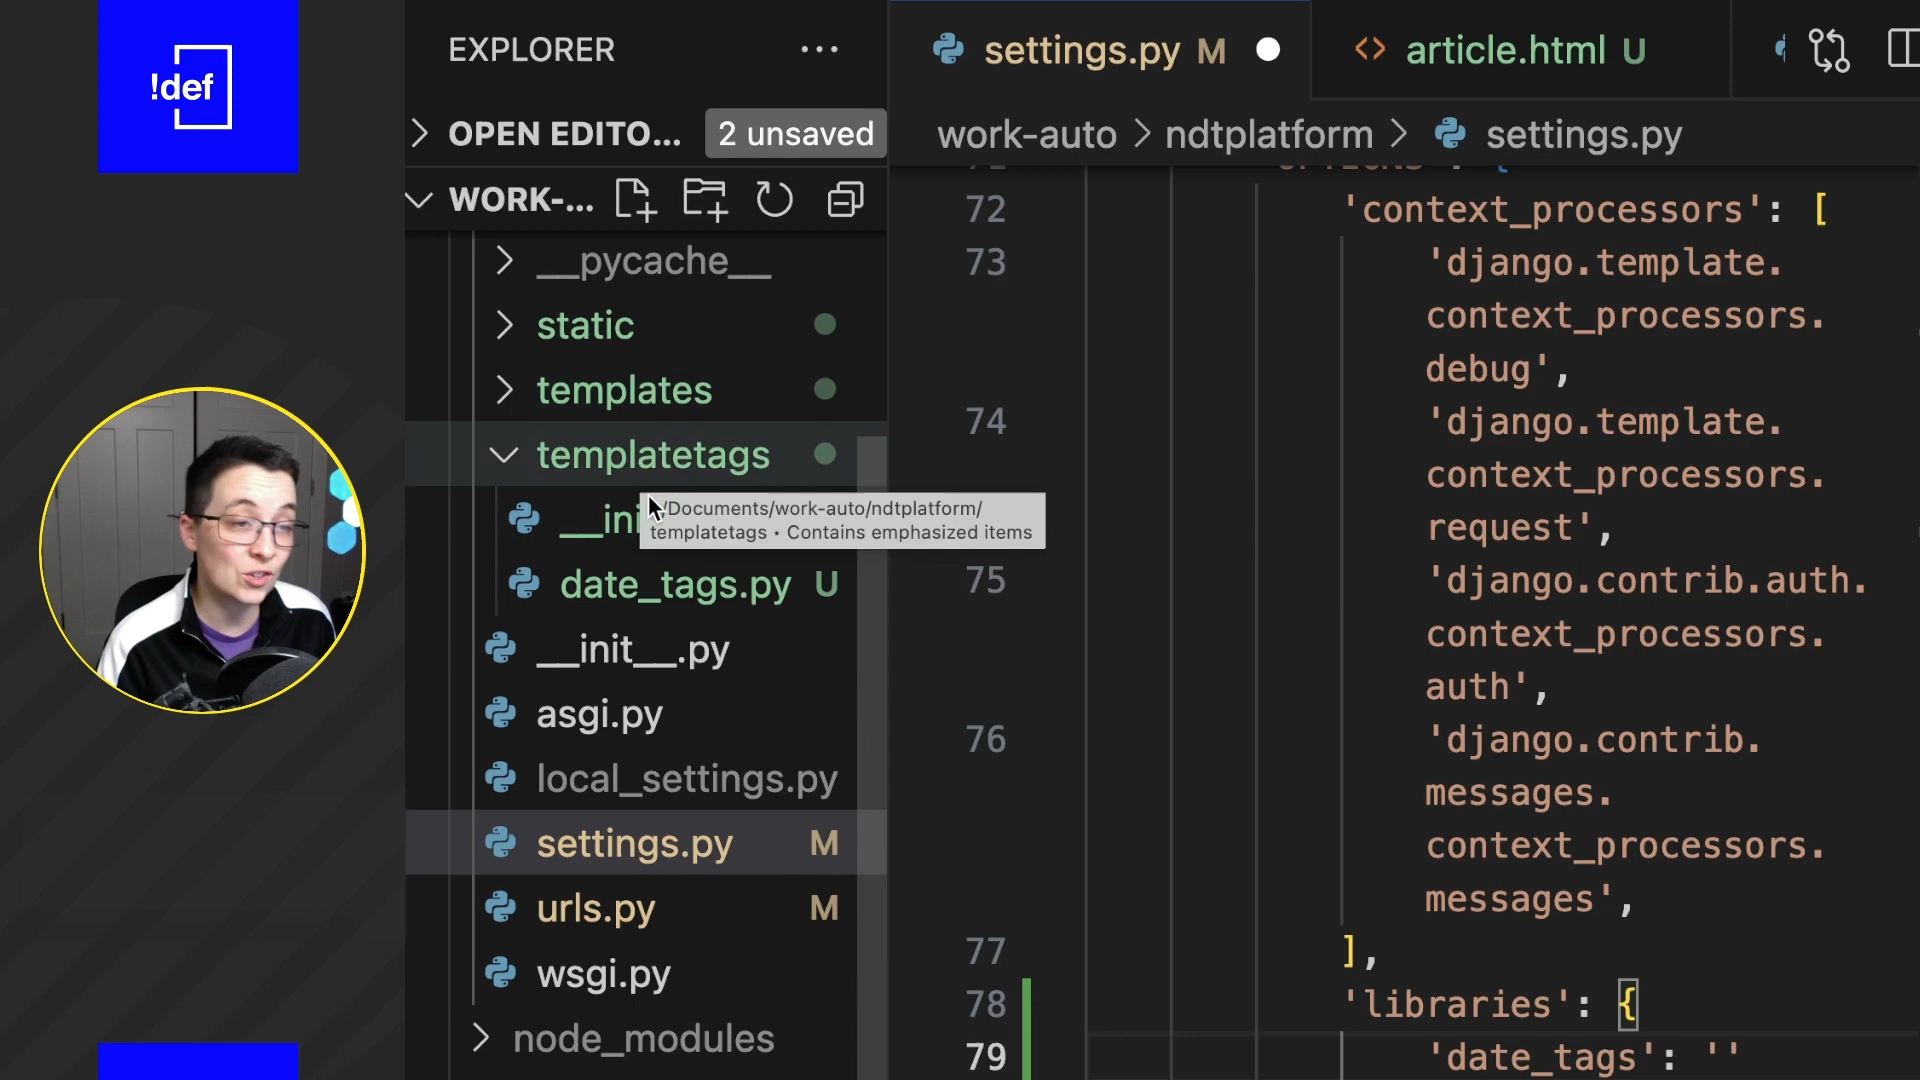 !def
EXPLORER
OPEN EDITO... 2 unsaved
WORK-...
__pycache__
static
templates
templatetags
__ini
/Documents/work-auto/ndtplatform/
templatetags • Contains emphasized items
date_tags.py U
__init__.py
asgi.py
local_settings.py
settings.py M
urls.py M
wsgi.py
node_modules
settings.py M
article.html U
work-auto > ndtplatform > settings.py
72 'context_processors': [
73 'django.template.
context_processors.
debug',
74 'django.template.
context_processors.
request',
75 'django.contrib.auth.
context_processors.
auth',
76 'django.contrib.
messages.
context_processors.
messages',
77 ],
78 'libraries': {
79 'date_tags': ''